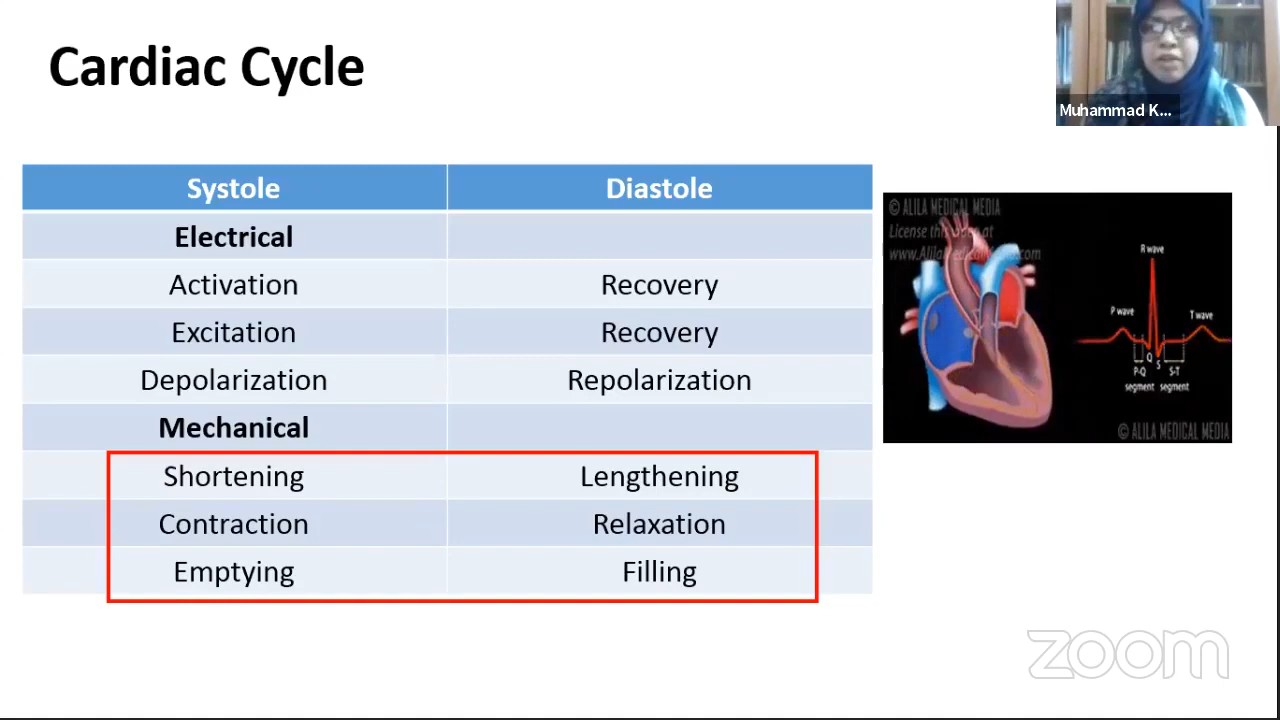 Cardiac Cycle
Muhammad K...
Systole Diastole
Electrical
Activation Recovery
Excitation Recovery
Depolarization Repolarization
Mechanical
Shortening Lengthening
Contraction Relaxation
Emptying Filling
© ALILA MEDICAL MEDIA
License this video at
www.AlilaMedicalMedia.com
R wave
P wave
T wave
Q
S
P-Q
segment
S-T
segment
© ALILA MEDICAL MEDIA
zoom